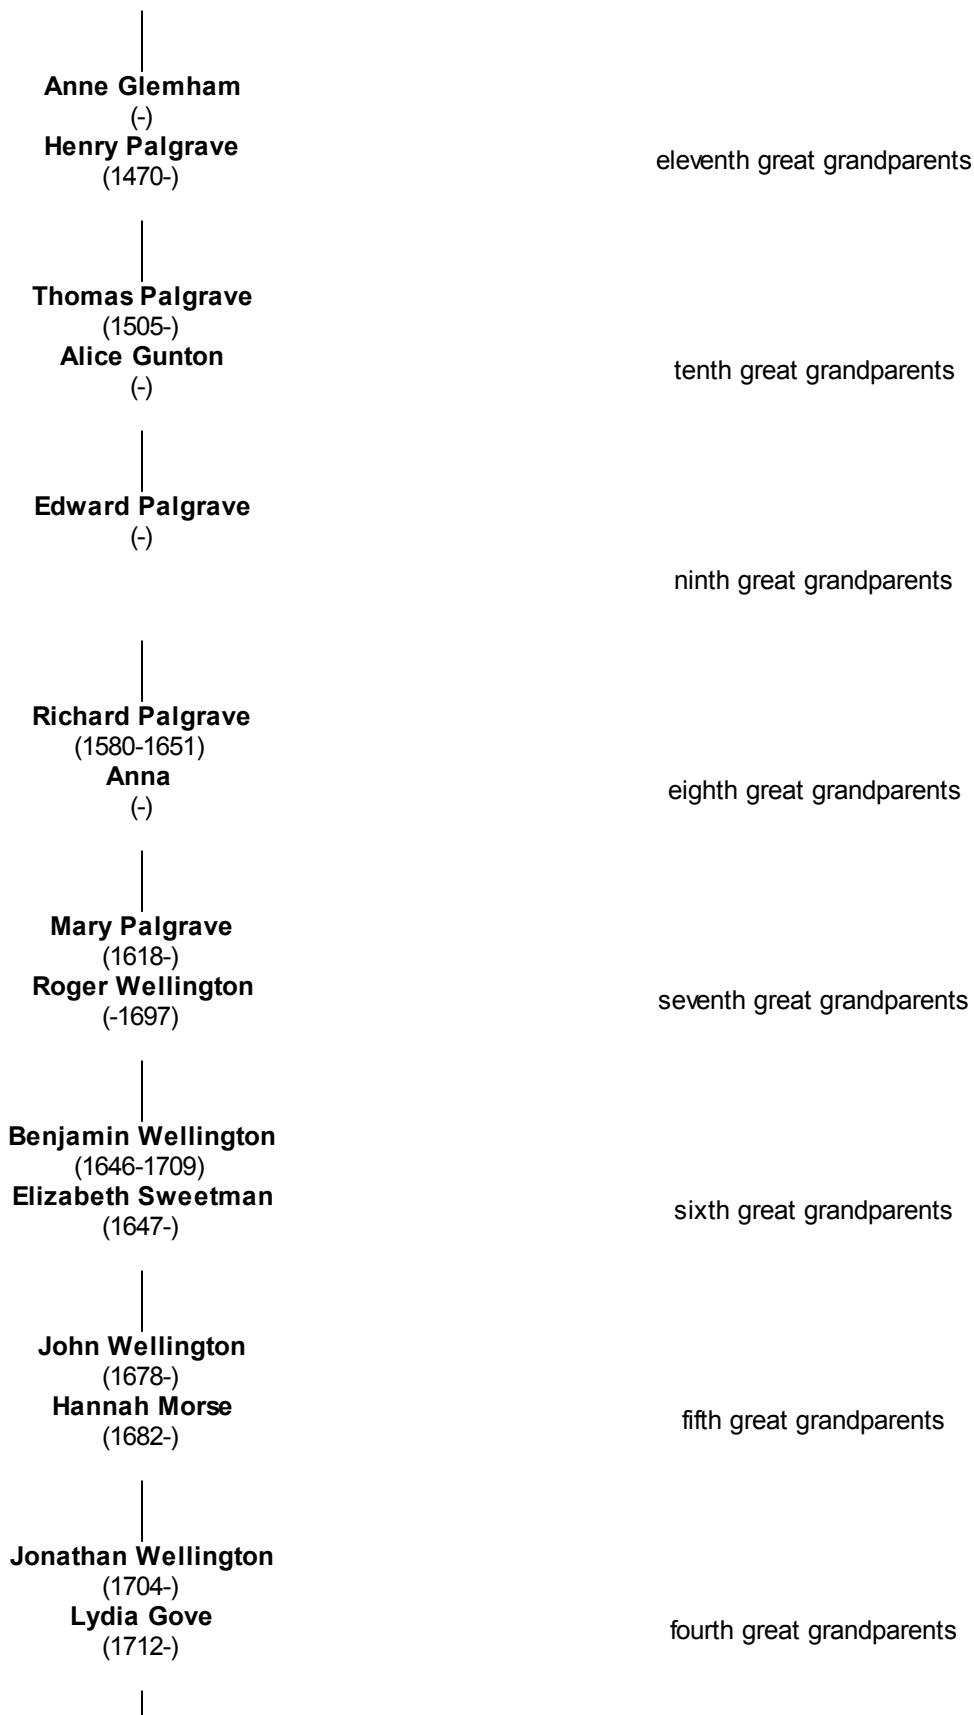 Anne Glemham
(-)
Henry Palgrave
(1470-)
eleventh great grandparents
Thomas Palgrave
(1505-)
Alice Gunton
(-)
tenth great grandparents
Edward Palgrave
(-)
ninth great grandparents
Richard Palgrave
(1580-1651)
Anna
(-)
eighth great grandparents
Mary Palgrave
(1618-)
Roger Wellington
(-1697)
seventh great grandparents
Benjamin Wellington
(1646-1709)
Elizabeth Sweetman
(1647-)
sixth great grandparents
John Wellington
(1678-)
Hannah Morse
(1682-)
fifth great grandparents
Jonathan Wellington
(1704-)
Lydia Gove
(1712-)
fourth great grandparents